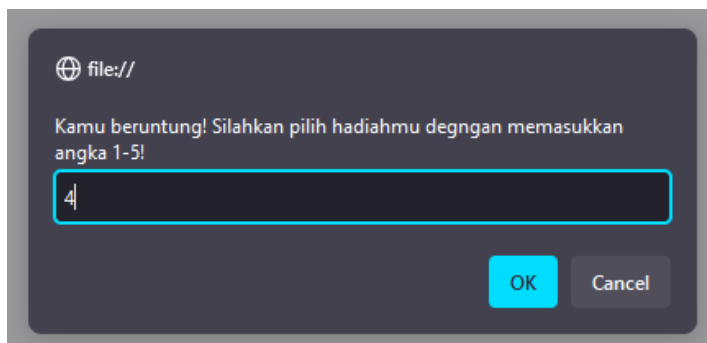 file://
Kamu beruntung! Silahkan pilih hadiahmu degngan memasukkan
angka 1-5!
4
OK Cancel